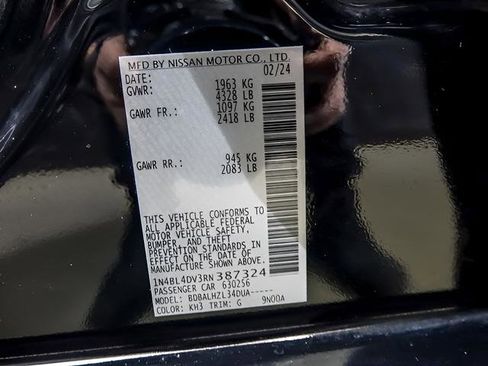 MFD BY NISSAN MOTOR CO., LTD.
DATE: 02/24
GVWR: 1963 KG
4328 LB
GAWR FR.: 1097 KG
2418 LB
GAWR RR.: 945 KG
2083 LB
THIS VEHICLE CONFORMS TO
ALL APPLICABLE FEDERAL
MOTOR VEHICLE SAFETY,
BUMPER, AND THEFT
PREVENTION STANDARDS IN
EFFECT ON THE DATE OF
MANUFACTURE SHOWN ABOVE.
1N4BL4DV3RN387324
PASSENGER CAR 630256
MODEL: BDBALHZL34DUA-----
COLOR: KH3 TRIM: G 9N00A